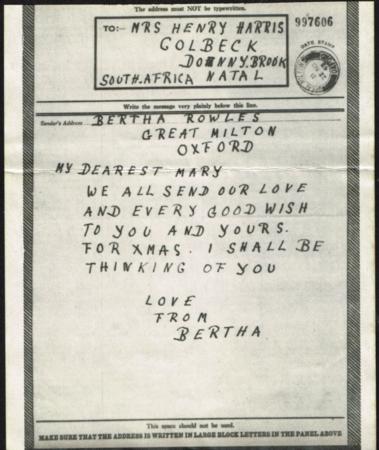 The address must NOT be typewritten.
TO:- MRS HENRY HARRIS
997606
COLBECK
DATE STAMP
DONNYBROOK
SOUTH.AFRICA NATAL
Write the message very plainly below this line.
Sender's Address BERTHA ROWLES
GREAT MILTON
OXFORD
MY DEAREST MARY
WE ALL SEND OUR LOVE
AND EVERY GOOD WISH
TO YOU AND YOURS.
FOR XMAS. I SHALL BE
THINKING OF YOU
LOVE
FROM
BERTHA
This space should not be used.
MAKE SURE THAT THE ADDRESS IS WRITTEN IN LARGE BLOCK LETTERS IN THE PANEL ABOVE